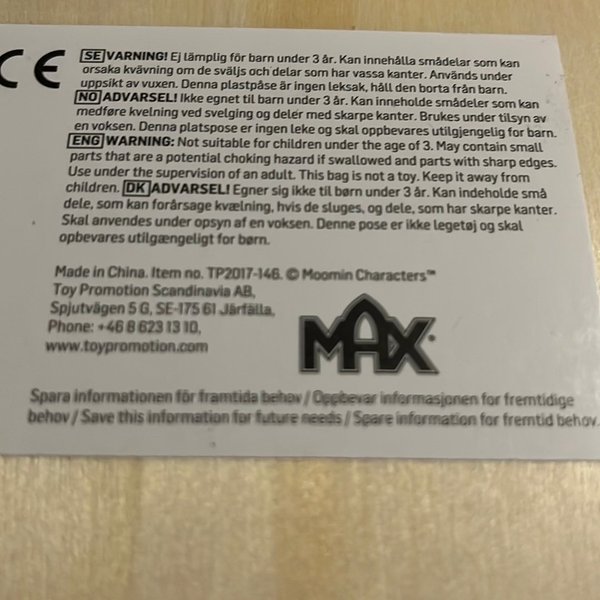 CE SE VARNING! Ej lämplig för barn under 3 år. Kan innehålla smådelar som kan
orsaka kvävning om de sväljs och delar som har vassa kanter. Används under
uppsikt av vuxen. Denna plastpåse är ingen leksak, håll den borta från barn.
NO ADVARSEL! Ikke egnet til barn under 3 år. Kan inneholde smådeler som kan
medføre kvelning ved svelging og deler med skarpe kanter. Brukes under tilsyn av
en voksen. Denne platspose er ingen leke og skal oppbevares utilgjengelig for barn.
ENG WARNING: Not suitable for children under the age of 3. May contain small
parts that are a potential choking hazard if swallowed and parts with sharp edges.
Use under the supervision of an adult. This bag is not a toy. Keep it away from
children. DK ADVARSEL! Egner sig ikke til børn under 3 år. Kan indeholde små
dele, som kan forårsage kvælning, hvis de sluges, og dele, som har skarpe kanter.
Skal anvendes under opsyn af en voksen. Denne pose er ikke legetøj og skal
opbevares utilgængeligt for børn.
Made in China. Item no. TP2017-146. © Moomin Characters™
Toy Promotion Scandinavia AB,
Spjutvägen 5 G, SE-175 61 Järfälla,
Phone: +46 8 623 13 10,
www.toypromotion.com
MAX
Spara informationen för framtida behov / Oppbevar informasjonen for fremtidige
behov / Save this information for future needs / Spare information for fremtid behov.